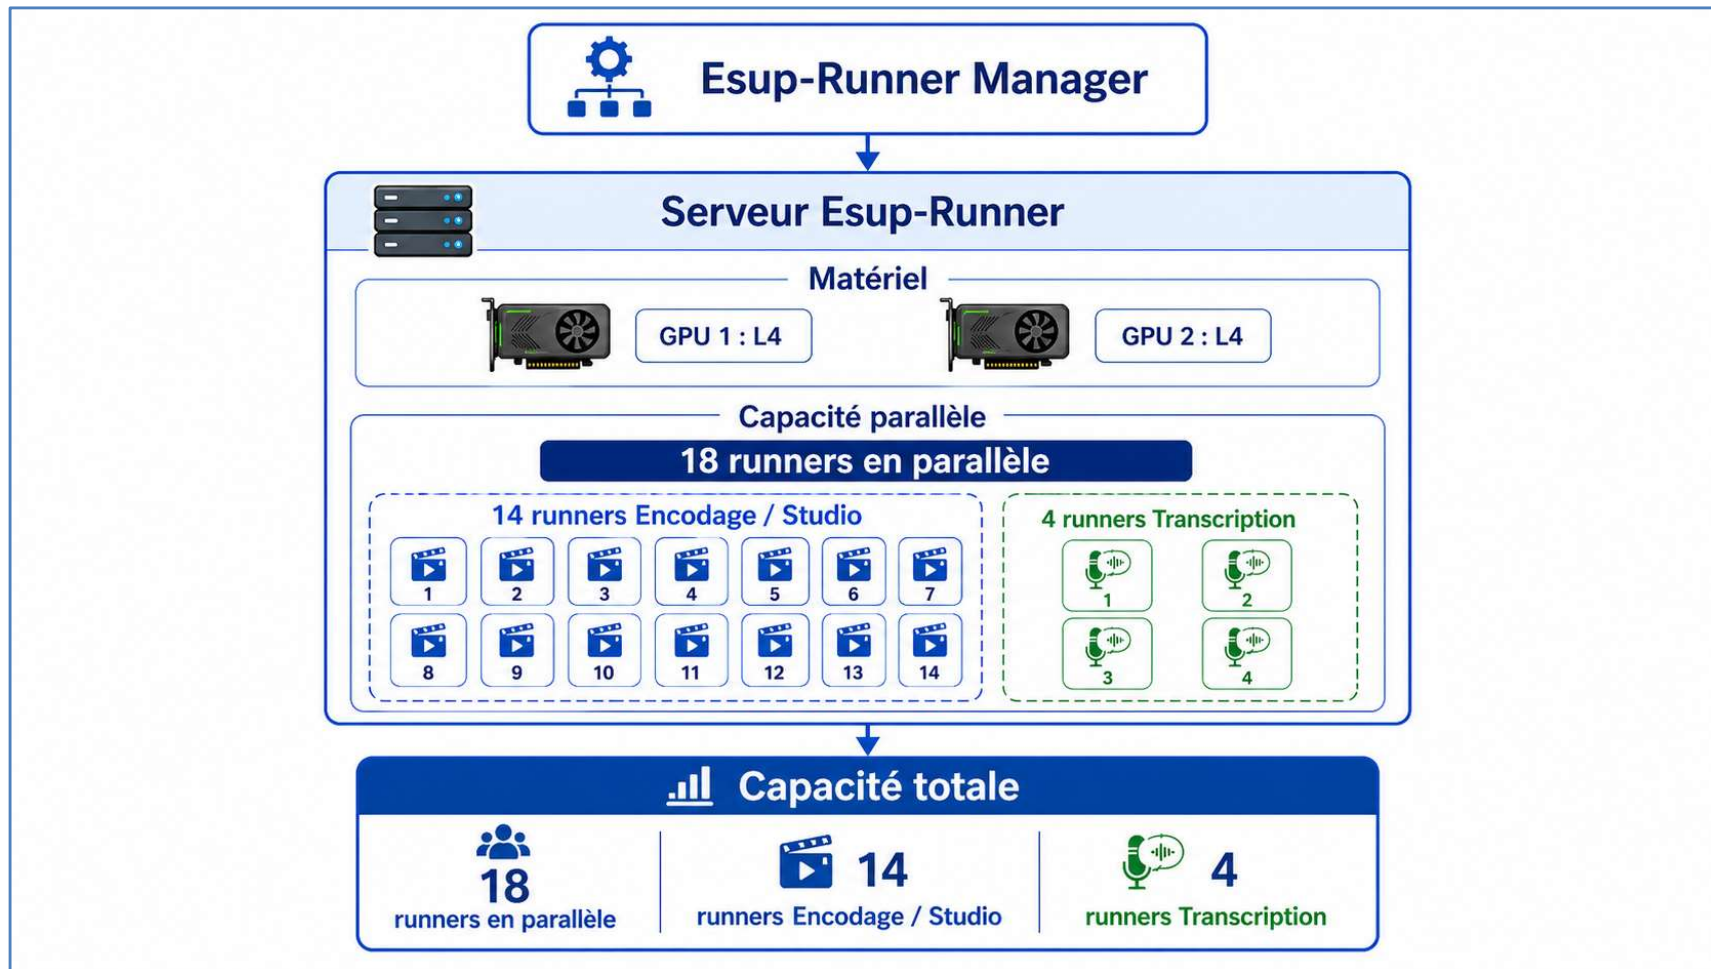 Esup-Runner Manager
Serveur Esup-Runner
Matériel
GPU 1 : L4
GPU 2 : L4
Capacité parallèle
18 runners en parallèle
14 runners Encodage / Studio
1
2
3
4
5
6
7
8
9
10
11
12
13
14
4 runners Transcription
1
2
3
4
Capacité totale
18
runners en parallèle
14
runners Encodage / Studio
4
runners Transcription